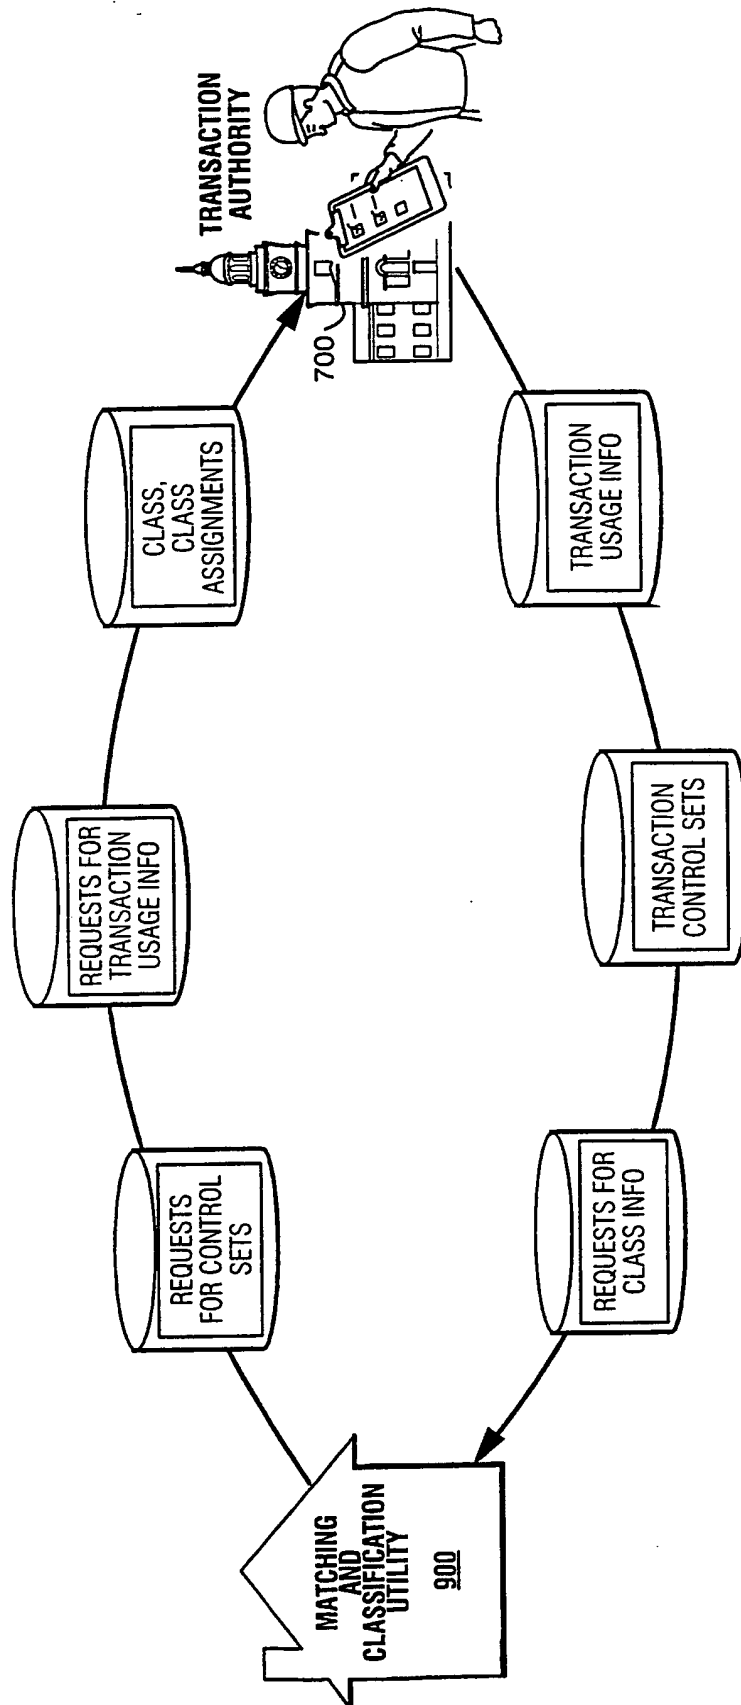 TRANSACTION
AUTHORITY
700
CLASS,
CLASS
ASSIGNMENTS
REQUESTS FOR
TRANSACTION
USAGE INFO
REQUESTS
FOR CONTROL
SETS
MATCHING
AND
CLASSIFICATION
UTILITY
900
REQUESTS FOR
CLASS INFO
TRANSACTION
CONTROL SETS
TRANSACTION
USAGE INFO